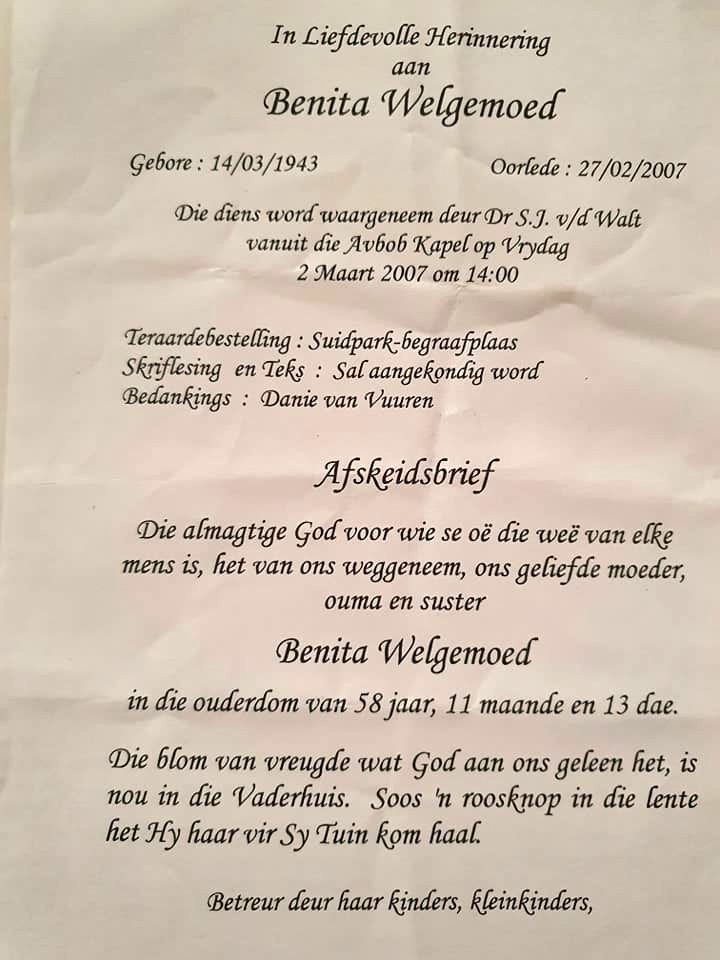 In Liefdevolle Herinnering
aan
Benita Welgemoed
Gebore : 14/03/1943 Oorlede : 27/02/2007
Die diens word waargeneem deur Dr S.J. v/d Walt
vanuit die Avbob Kapel op Vrydag
2 Maart 2007 om 14:00
Teraardebestelling : Suidpark-begraafplaas
Skriflesing en Teks : Sal aangekondig word
Bedankings : Danie van Vuuren
Afskeidsbrief
Die almagtige God voor wie se oë die weë van elke
mens is, het van ons weggeneem, ons geliefde moeder,
ouma en suster
Benita Welgemoed
in die ouderdom van 58 jaar, 11 maande en 13 dae.
Die blom van vreugde wat God aan ons geleen het, is
nou in die Vaderhuis. Soos 'n roosknop in die lente
het Hy haar vir Sy Tuin kom haal.
Betreur deur haar kinders, kleinkinders,